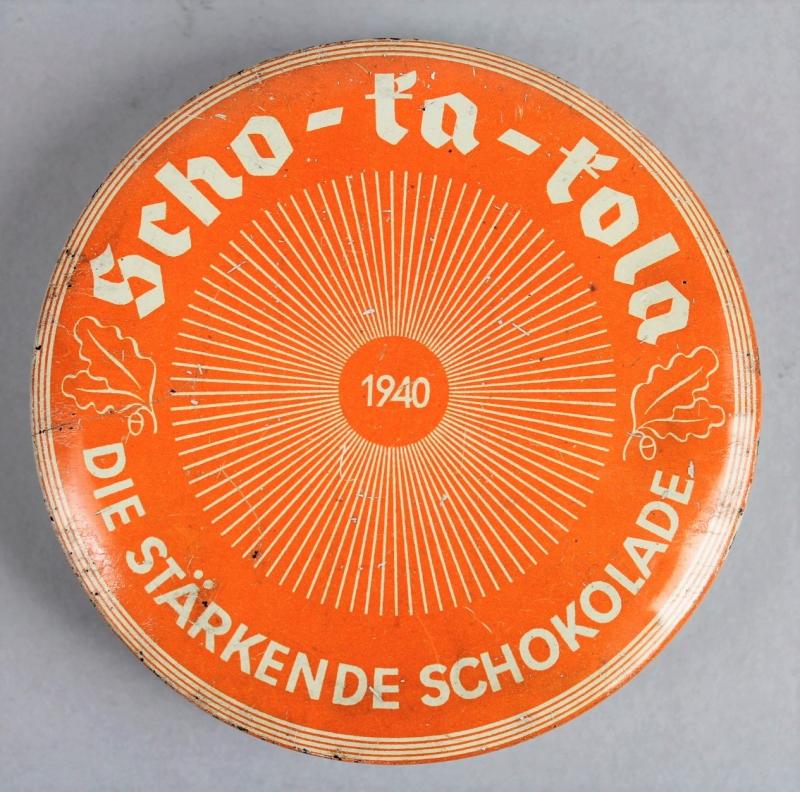 Scho-ka-kola
1940
DIE STÄRKENDE SCHOKOLADE